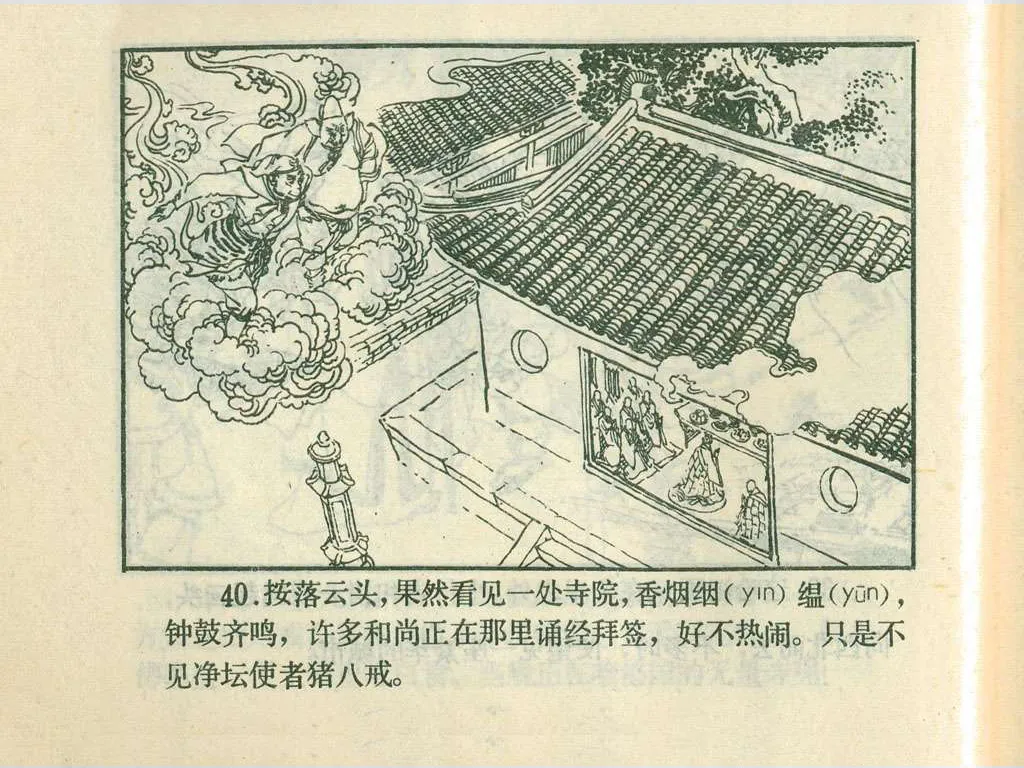 40.按落云头，果然看见一处寺院，香烟絪(yīn)缊(yūn)，
钟鼓齐鸣，许多和尚正在那里诵经拜签，好不热闹。只是不
见净坛使者猪八戒。